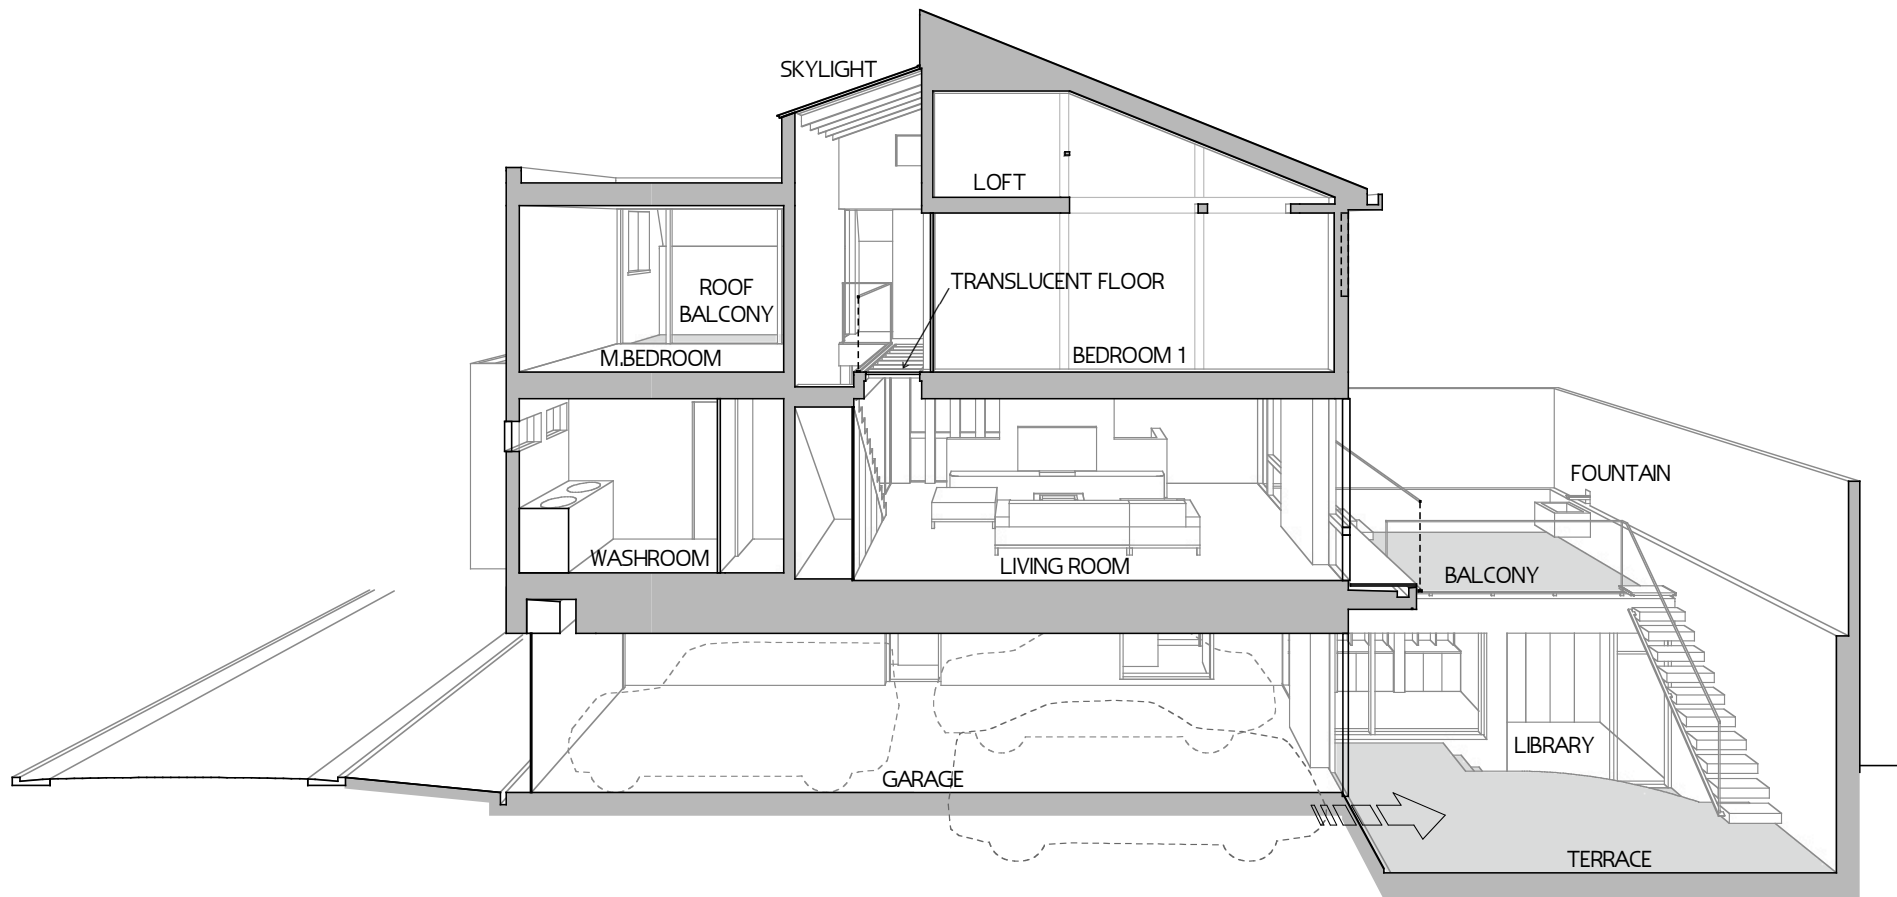 SKYLIGHT
LOFT
TRANSLUCENT FLOOR
ROOF
BALCONY
M.BEDROOM
BEDROOM 1
FOUNTAIN
WASHROOM
LIVING ROOM
BALCONY
LIBRARY
GARAGE
TERRACE